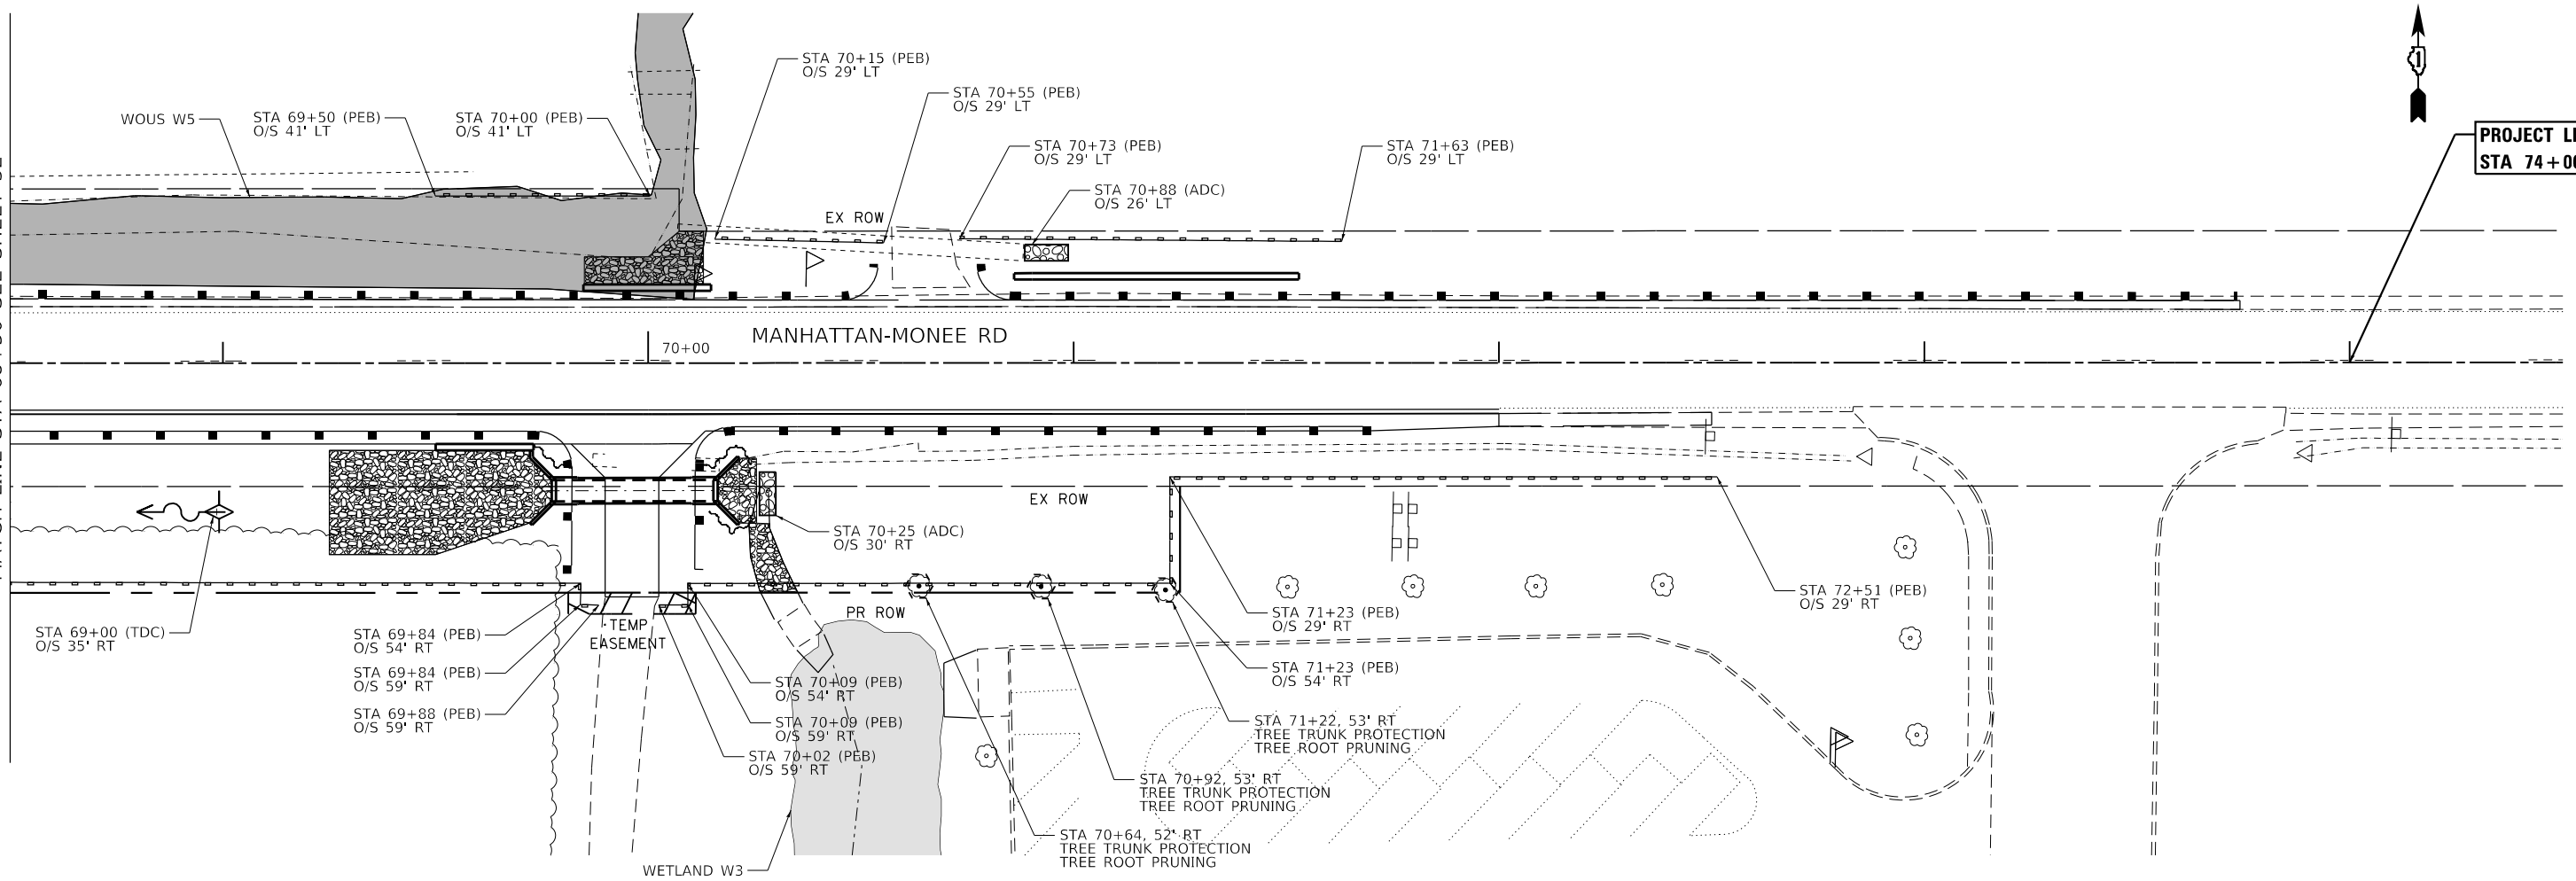 STA 70+15 (PEB)
O/S 29' LT
STA 70+55 (PEB)
O/S 29' LT
WOUS W5
STA 69+50 (PEB)
O/S 41' LT
STA 70+00 (PEB)
O/S 41' LT
STA 70+73 (PEB)
O/S 29' LT
STA 71+63 (PEB)
O/S 29' LT
PROJECT
STA 74+00
STA 70+88 (ADC)
O/S 26' LT
EX ROW
MANHATTAN-MONEE RD
70+00
EX ROW
STA 70+25 (ADC)
O/S 30' RT
STA 72+51 (PEB)
O/S 29' RT
STA 71+23 (PEB)
O/S 29' RT
PR ROW
TEMP
EASEMENT
STA 69+00 (TDC)
O/S 35' RT
STA 69+84 (PEB)
O/S 54' RT
STA 69+84 (PEB)
O/S 59' RT
STA 69+88 (PEB)
O/S 59' RT
STA 71+23 (PEB)
O/S 54' RT
STA 70+09 (PEB)
O/S 54' RT
STA 70+09 (PEB)
O/S 59' RT
STA 70+02 (PEB)
O/S 59' RT
STA 71+22, 53' RT
TREE TRUNK PROTECTION
TREE ROOT PRUNING
STA 70+92, 53' RT
TREE TRUNK PROTECTION
TREE ROOT PRUNING
STA 70+64, 52' RT
TREE TRUNK PROTECTION
TREE ROOT PRUNING
WETLAND W3